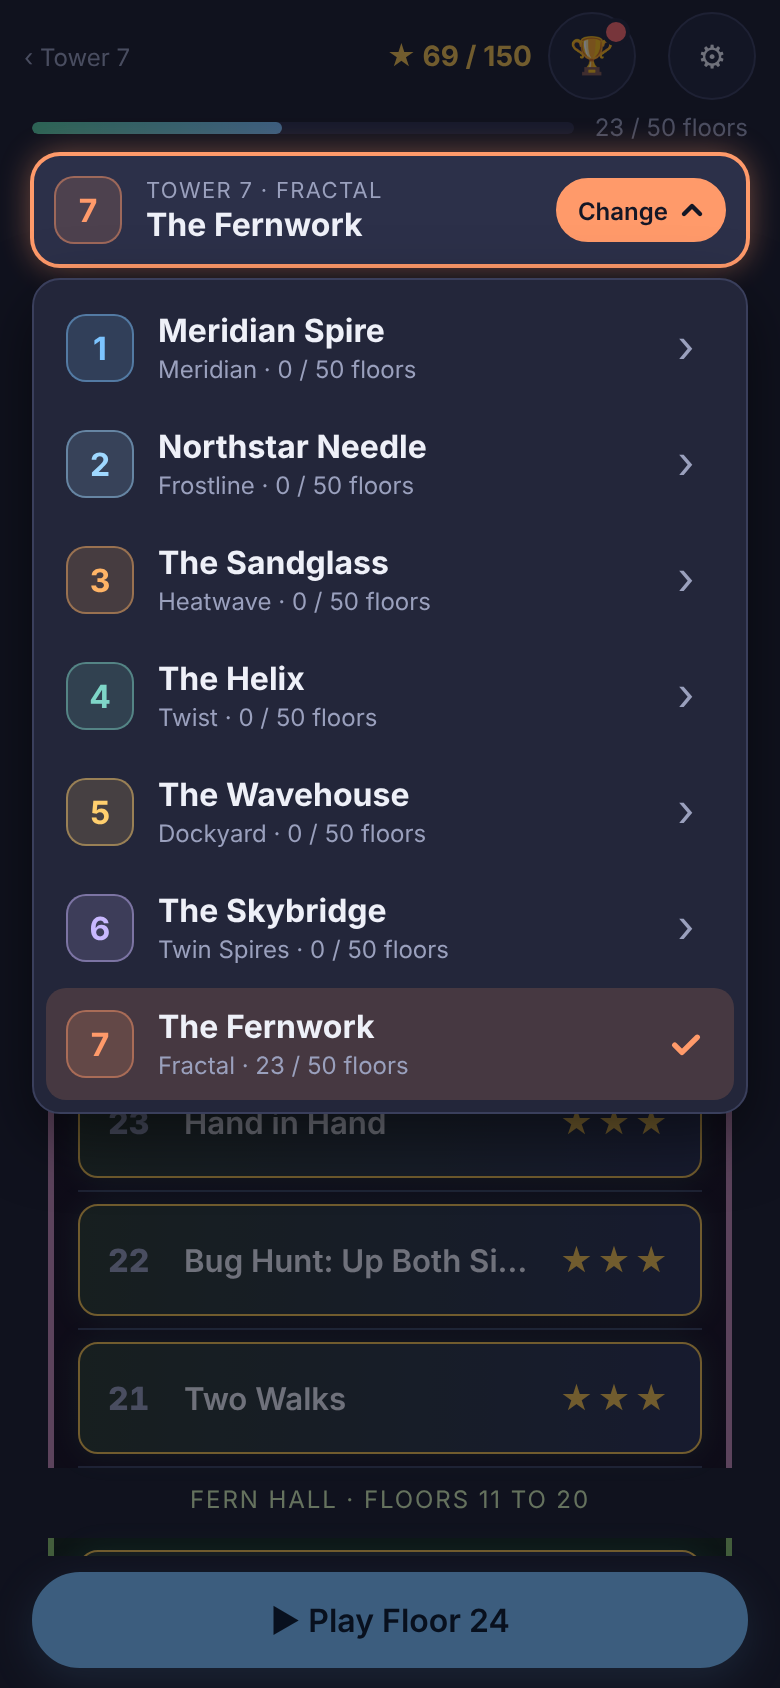 ‹ Tower 7
★ 69 / 150
23 / 50 floors
7
TOWER 7 · FRACTAL
The Fernwork
Change
1
Meridian Spire
Meridian · 0 / 50 floors
2
Northstar Needle
Frostline · 0 / 50 floors
3
The Sandglass
Heatwave · 0 / 50 floors
4
The Helix
Twist · 0 / 50 floors
5
The Wavehouse
Dockyard · 0 / 50 floors
6
The Skybridge
Twin Spires · 0 / 50 floors
7
The Fernwork
Fractal · 23 / 50 floors
23 Hand in Hand ★ ★ ★
22 Bug Hunt: Up Both Si... ★ ★ ★
21 Two Walks ★ ★ ★
FERN HALL · FLOORS 11 TO 20
▶ Play Floor 24